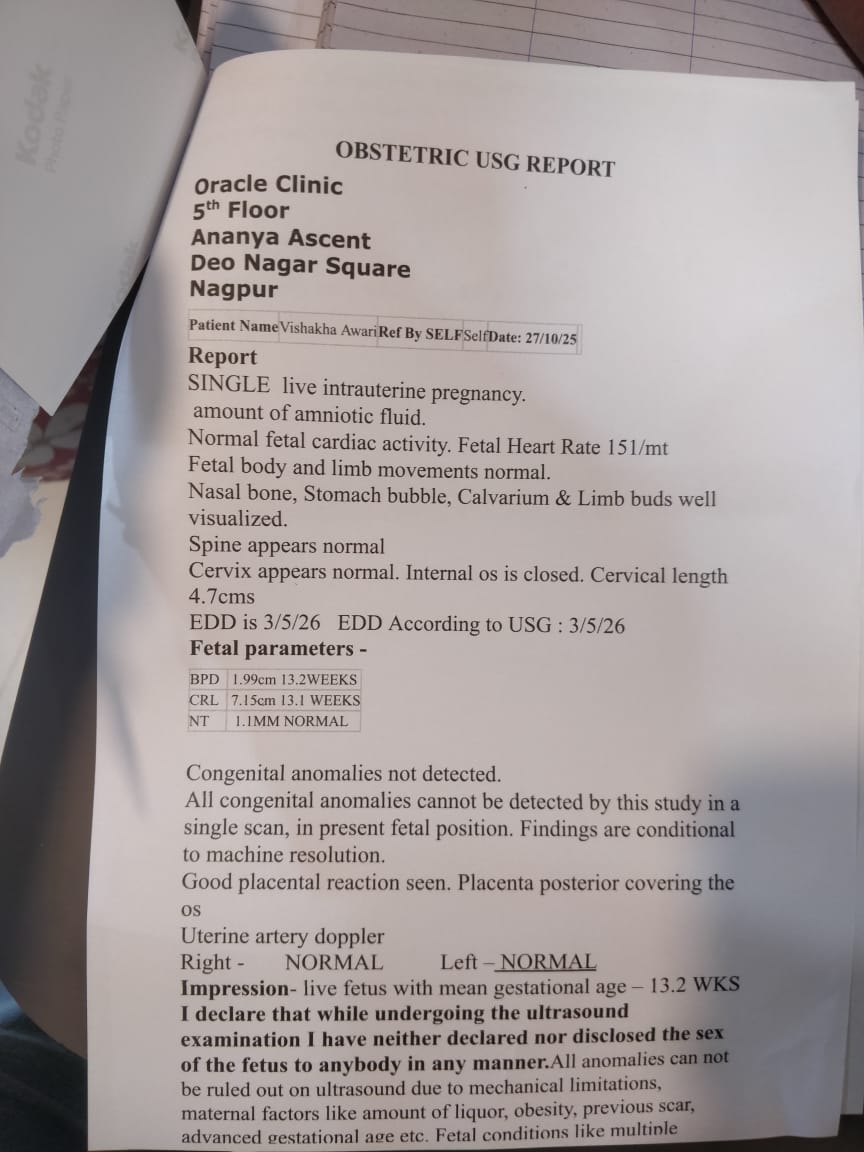 Kodak
Photo Paper
OBSTETRIC USG REPORT
Oracle Clinic
5th Floor
Ananya Ascent
Deo Nagar Square
Nagpur
Patient Name Vishakha Awari Ref By SELF Self Date: 27/10/25
Report
SINGLE live intrauterine pregnancy.
amount of amniotic fluid.
Normal fetal cardiac activity. Fetal Heart Rate 151/mt
Fetal body and limb movements normal.
Nasal bone, Stomach bubble, Calvarium & Limb buds well
visualized.
Spine appears normal
Cervix appears normal. Internal os is closed. Cervical length
4.7cms
EDD is 3/5/26 EDD According to USG : 3/5/26
Fetal parameters -
BPD 1.99cm 13.2WEEKS
CRL 7.15cm 13.1 WEEKS
NT 1.1MM NORMAL
Congenital anomalies not detected.
All congenital anomalies cannot be detected by this study in a
single scan, in present fetal position. Findings are conditional
to machine resolution.
Good placental reaction seen. Placenta posterior covering the
os
Uterine artery doppler
Right - NORMAL Left – NORMAL
Impression- live fetus with mean gestational age – 13.2 WKS
I declare that while undergoing the ultrasound
examination I have neither declared nor disclosed the sex
of the fetus to anybody in any manner.All anomalies can not
be ruled out on ultrasound due to mechanical limitations,
maternal factors like amount of liquor, obesity, previous scar,
advanced gestational age etc. Fetal conditions like multiple